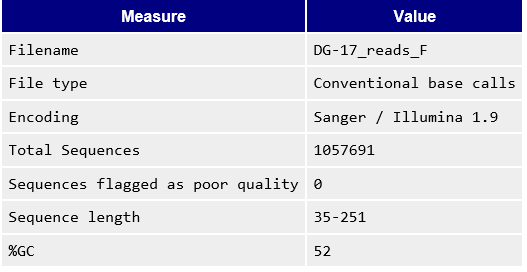 Measure Value
Filename DG-17_reads_F
File type Conventional base calls
Encoding Sanger / Illumina 1.9
Total Sequences 1057691
Sequences flagged as poor quality 0
Sequence length 35-251
%GC 52